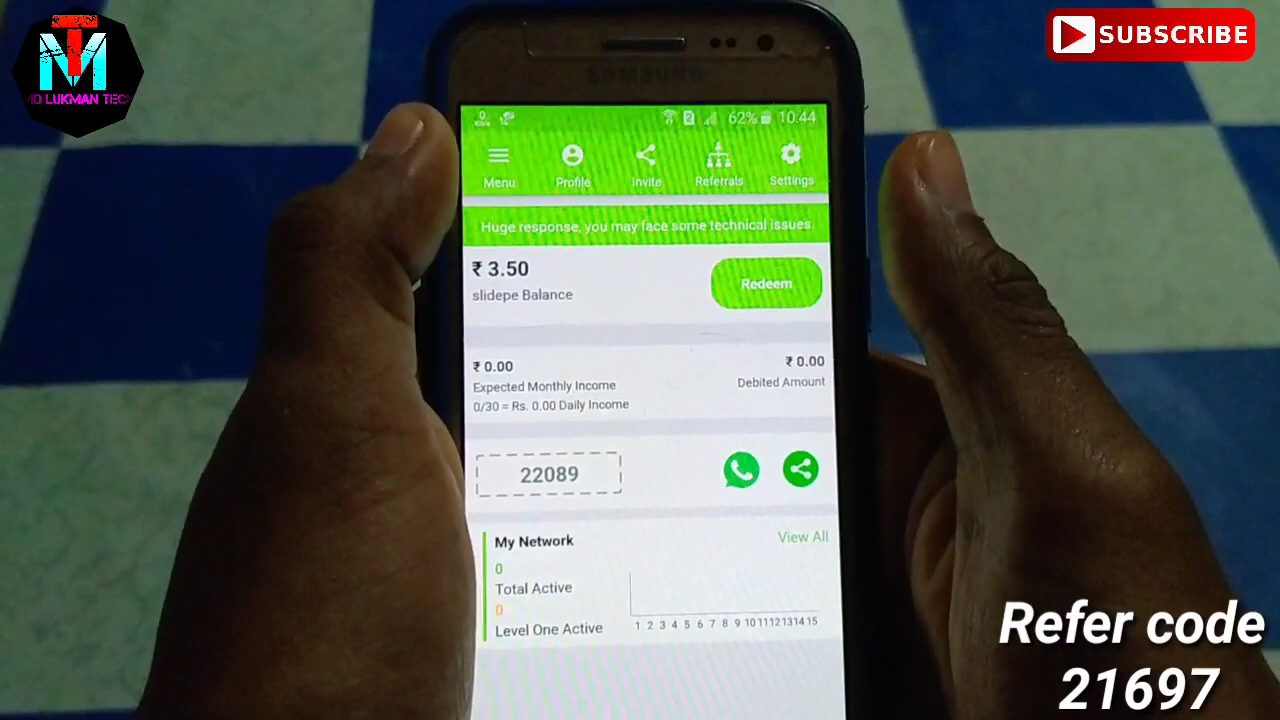 TM
MD LUKMAN TECH
SUBSCRIBE
SAMSUNG
0
2
62%
10:44
Menu
Profile
Invite
Referrals
Settings
Huge response, you may face some technical issues.
₹ 3.50
slidepe Balance
Redeem
₹ 0.00
Expected Monthly Income
0/30 = Rs. 0.00 Daily Income
₹ 0.00
Debited Amount
22089
My Network
View All
0
Total Active
0
Level One Active
1 2 3 4 5 6 7 8 9 10 11 12 13 14 15
Refer code
21697